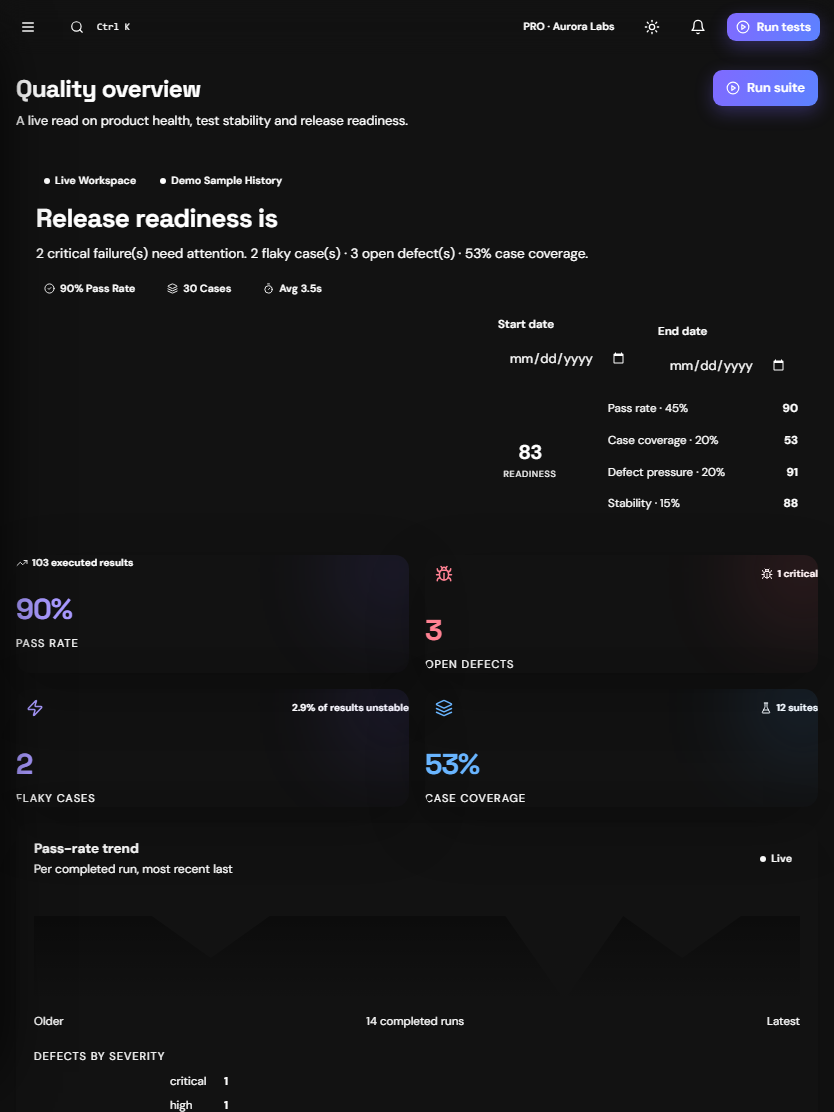 Ctrl K
PRO · Aurora Labs
Run tests
Quality overview
Run suite
A live read on product health, test stability and release readiness.
Live Workspace
Demo Sample History
Release readiness is
2 critical failure(s) need attention. 2 flaky case(s) · 3 open defect(s) · 53% case coverage.
90% Pass Rate
30 Cases
Avg 3.5s
Start date
End date
mm/dd/yyyy
mm/dd/yyyy
83
READINESS
Pass rate · 45% 90
Case coverage · 20% 53
Defect pressure · 20% 91
Stability · 15% 88
103 executed results
90%
PASS RATE
1 critical
3
OPEN DEFECTS
2.9% of results unstable
2
FLAKY CASES
12 suites
53%
CASE COVERAGE
Pass-rate trend
Per completed run, most recent last
Live
Older
14 completed runs
Latest
DEFECTS BY SEVERITY
critical 1
high 1